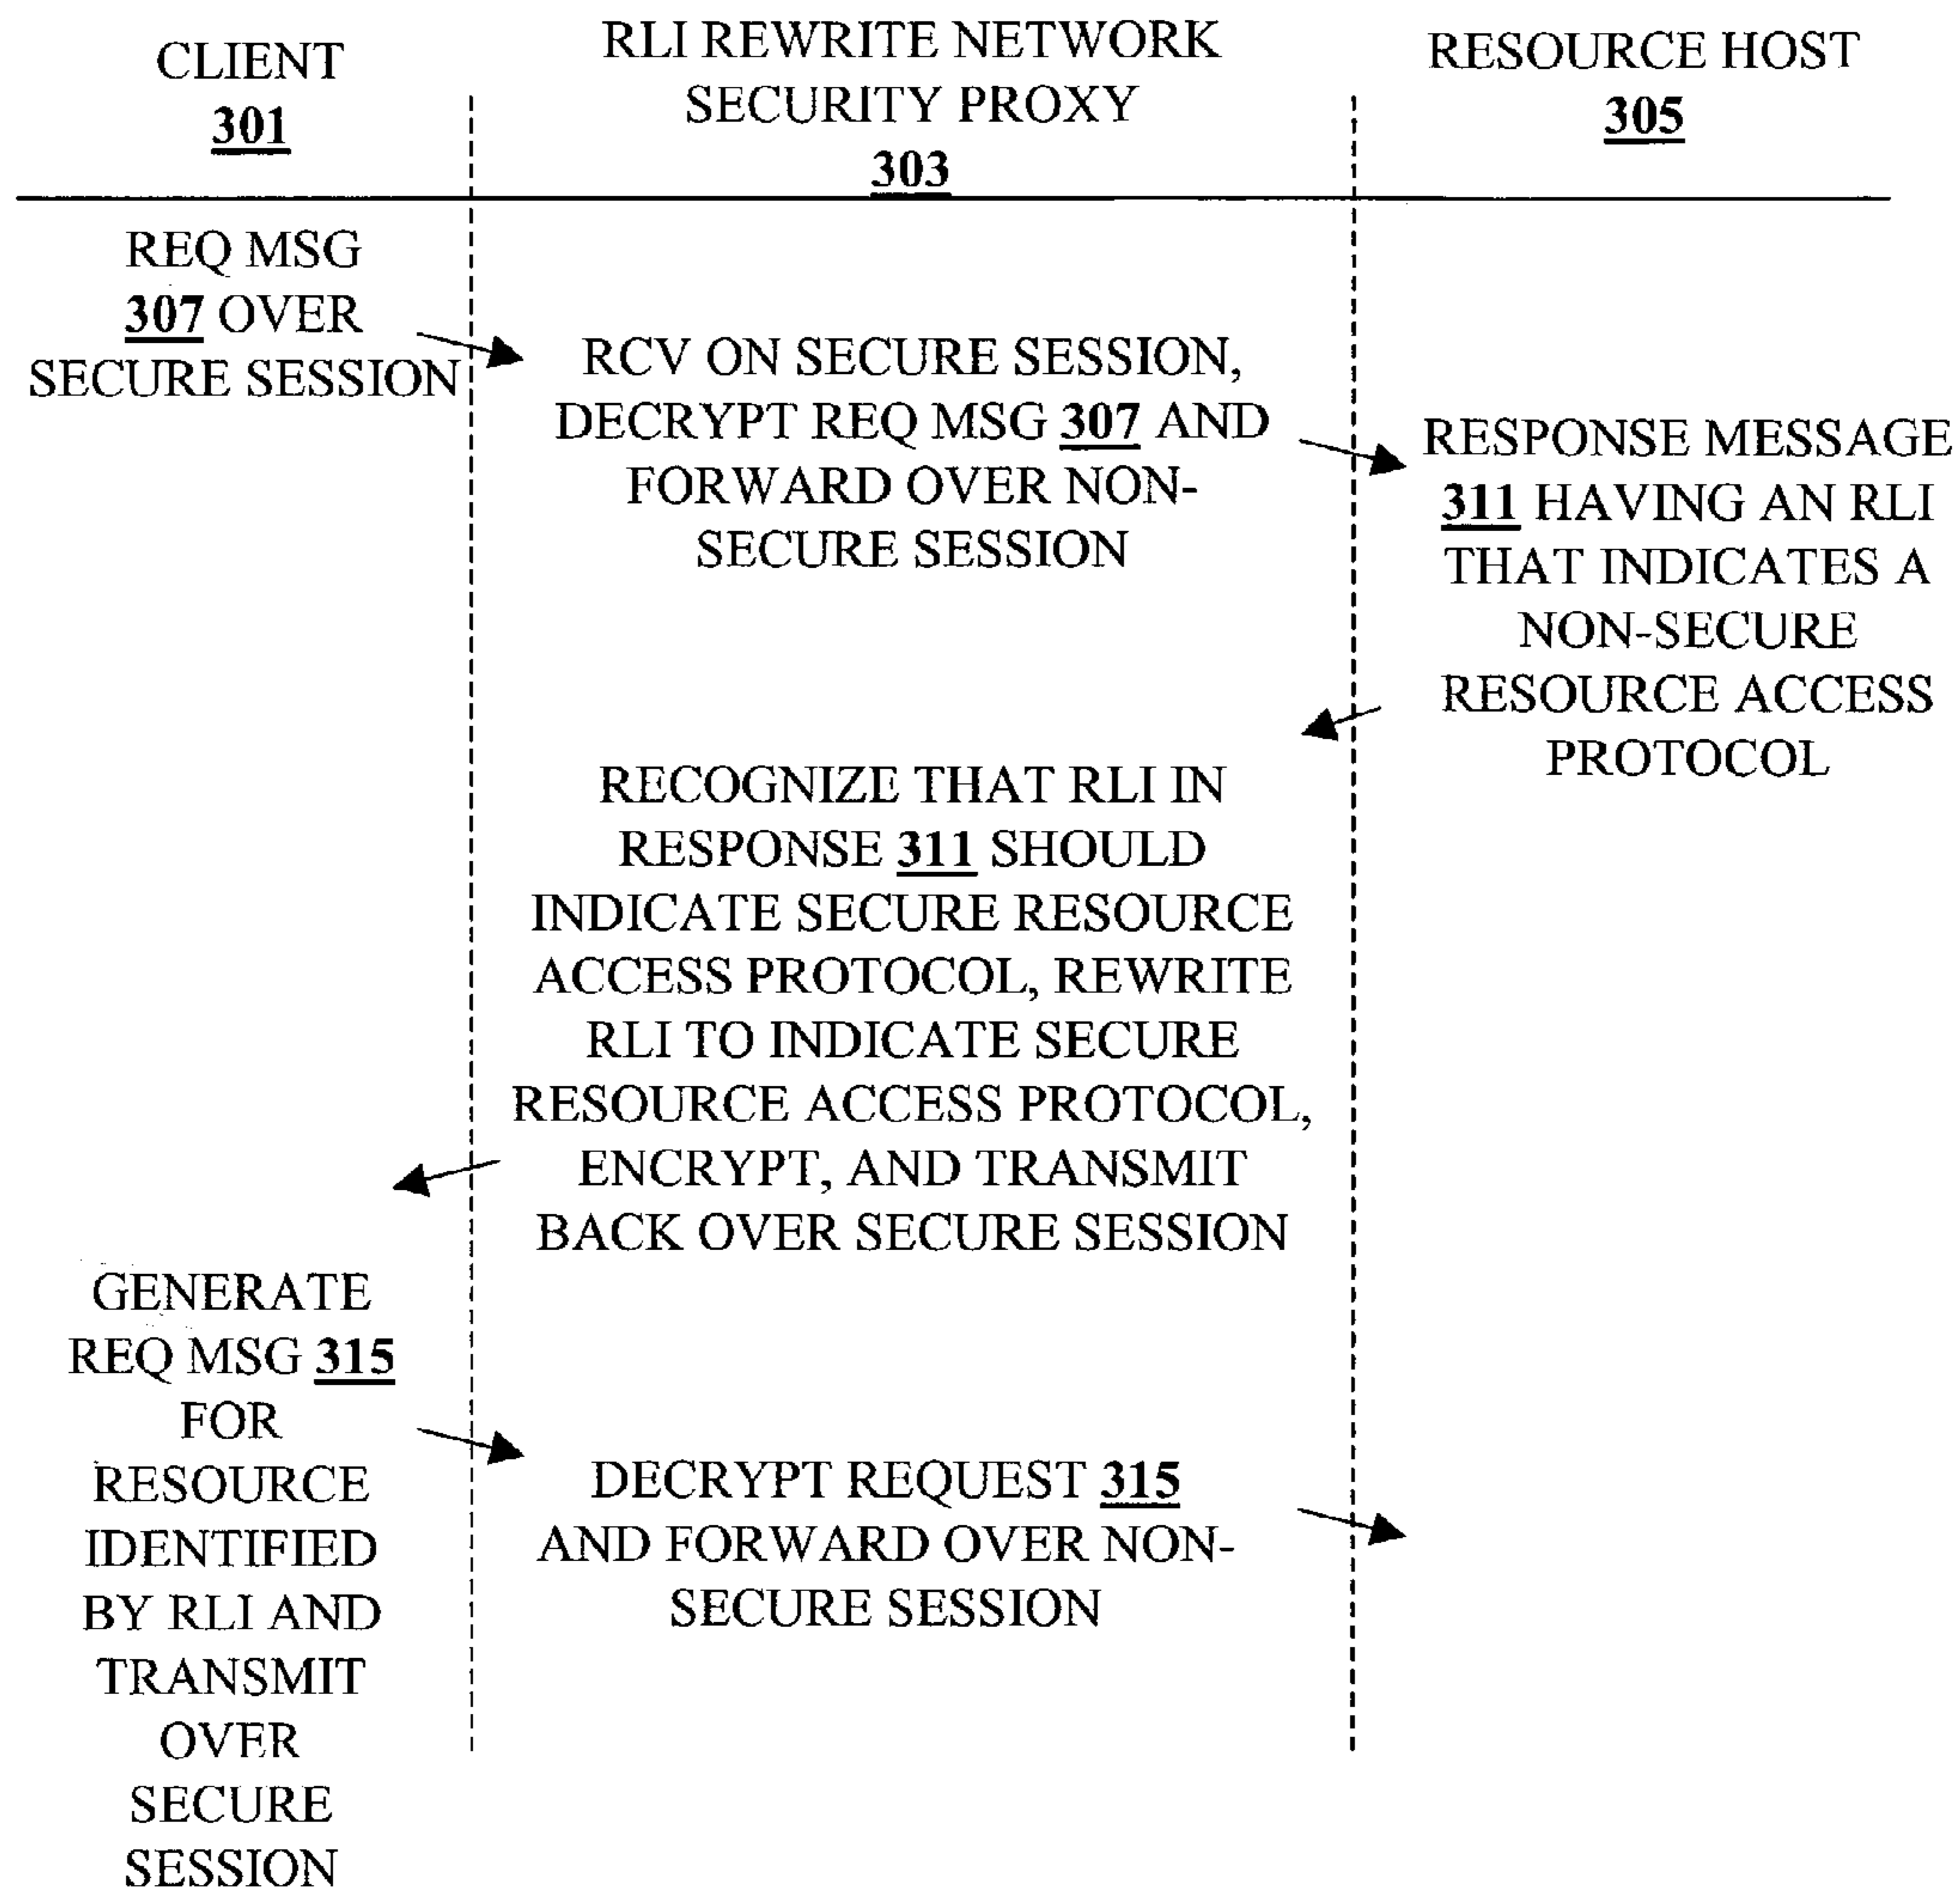 CLIENT
301
RLI REWRITE NETWORK
SECURITY PROXY
303
RESOURCE HOST
305
REQ MSG
307 OVER
SECURE SESSION
RCV ON SECURE SESSION,
DECRYPT REQ MSG 307 AND
FORWARD OVER NON-
SECURE SESSION
RESPONSE MESSAGE
311 HAVING AN RLI
THAT INDICATES A
NON-SECURE
RESOURCE ACCESS
PROTOCOL
RECOGNIZE THAT RLI IN
RESPONSE 311 SHOULD
INDICATE SECURE RESOURCE
ACCESS PROTOCOL, REWRITE
RLI TO INDICATE SECURE
RESOURCE ACCESS PROTOCOL,
ENCRYPT, AND TRANSMIT
BACK OVER SECURE SESSION
GENERATE
REQ MSG 315
FOR
RESOURCE
IDENTIFIED
BY RLI AND
TRANSMIT
OVER
SECURE
SESSION
DECRYPT REQUEST 315
AND FORWARD OVER NON-
SECURE SESSION